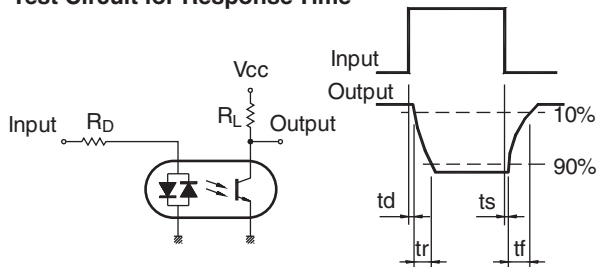 Test Circuit for Response Time
Input
RD
Vcc
RL
Output
Input
Output
10%
90%
td
ts
tr
tf